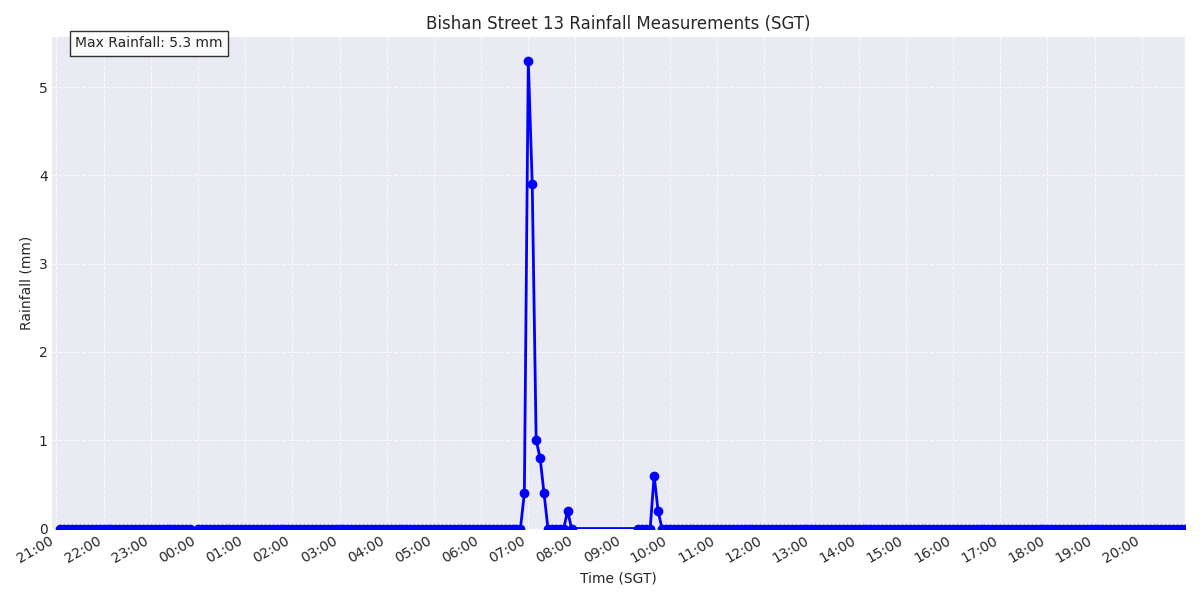 Bishan Street 13 Rainfall Measurements (SGT)
Max Rainfall: 5.3 mm
Rainfall (mm)
5
4
3
2
1
0
21:00 22:00 23:00 00:00 01:00 02:00 03:00 04:00 05:00 06:00 07:00 08:00 09:00 10:00 11:00 12:00 13:00 14:00 15:00 16:00 17:00 18:00 19:00 20:00
Time (SGT)